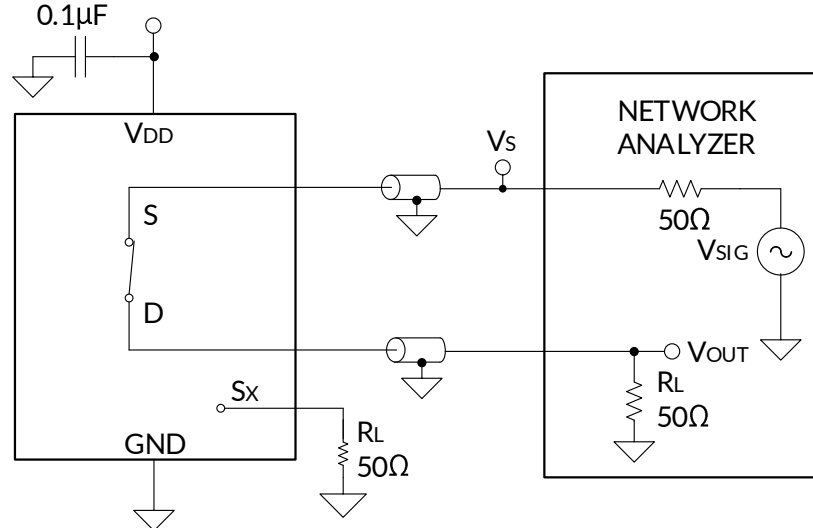 0.1µF
VDD
NETWORK
ANALYZER
VS
S
50Ω
VSIG
D
VOUT
SX
RL
50Ω
GND
RL
50Ω